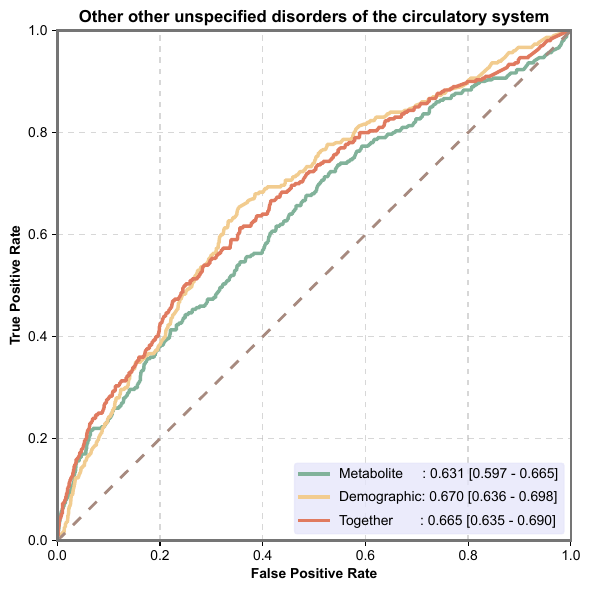 Other other unspecified disorders of the circulatory system
1.0
0.8
0.6
0.4
0.2
0.0
True Positive Rate
Metabolite : 0.631 [0.597 - 0.665]
Demographic: 0.670 [0.636 - 0.698]
Together : 0.665 [0.635 - 0.690]
0.0 0.2 0.4 0.6 0.8 1.0
False Positive Rate